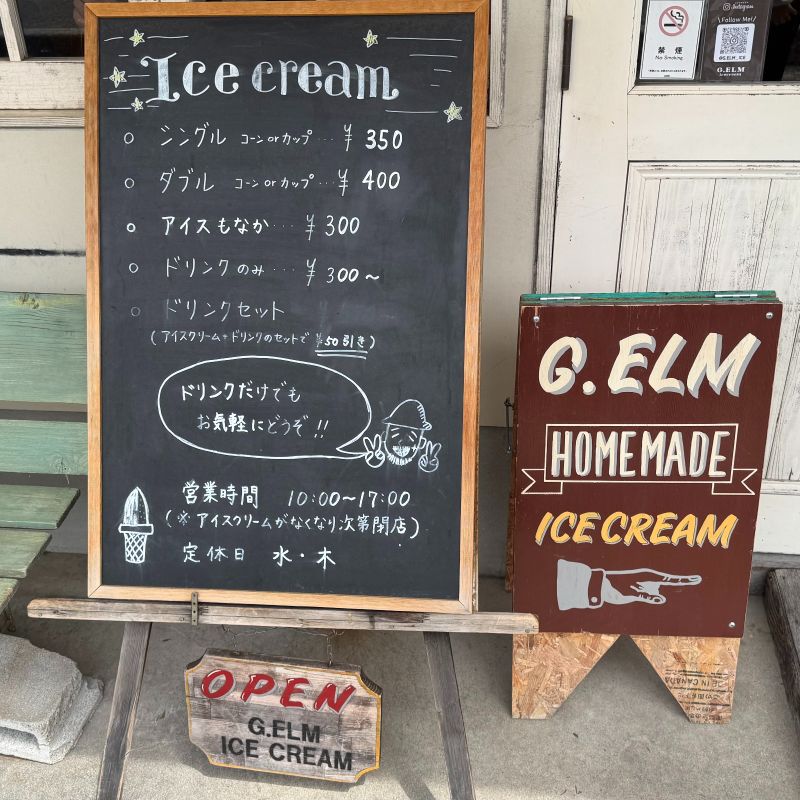 Ice cream
○ シングル コーン or カップ … ¥ 350
○ ダブル コーン or カップ … ¥ 400
○ アイスもなか … ¥ 300
○ ドリンクのみ … ¥ 300～
○ ドリンクセット
(アイスクリーム＋ドリンクのセットで ¥50引き)
ドリンクだけでも
お気軽にどうぞ!!
営業時間 10:00～17:00
(※アイスクリームがなくなり次第閉店)
定休日 水・木
OPEN
G.ELM
ICE CREAM
G.ELM
HOMEMADE
ICE CREAM
禁煙
No Smoking
Instagram
\Follow Me!/
@G.ELM_ICE
G.ELM